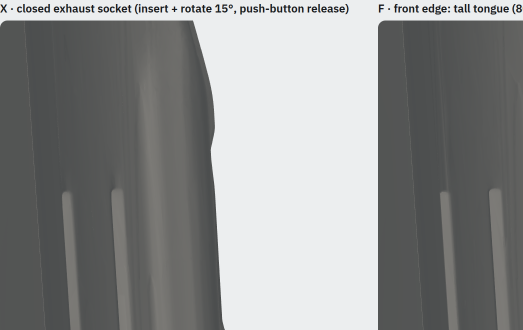 X · closed exhaust socket (insert + rotate 15°, push-button release)
F · front edge: tall tongue (8